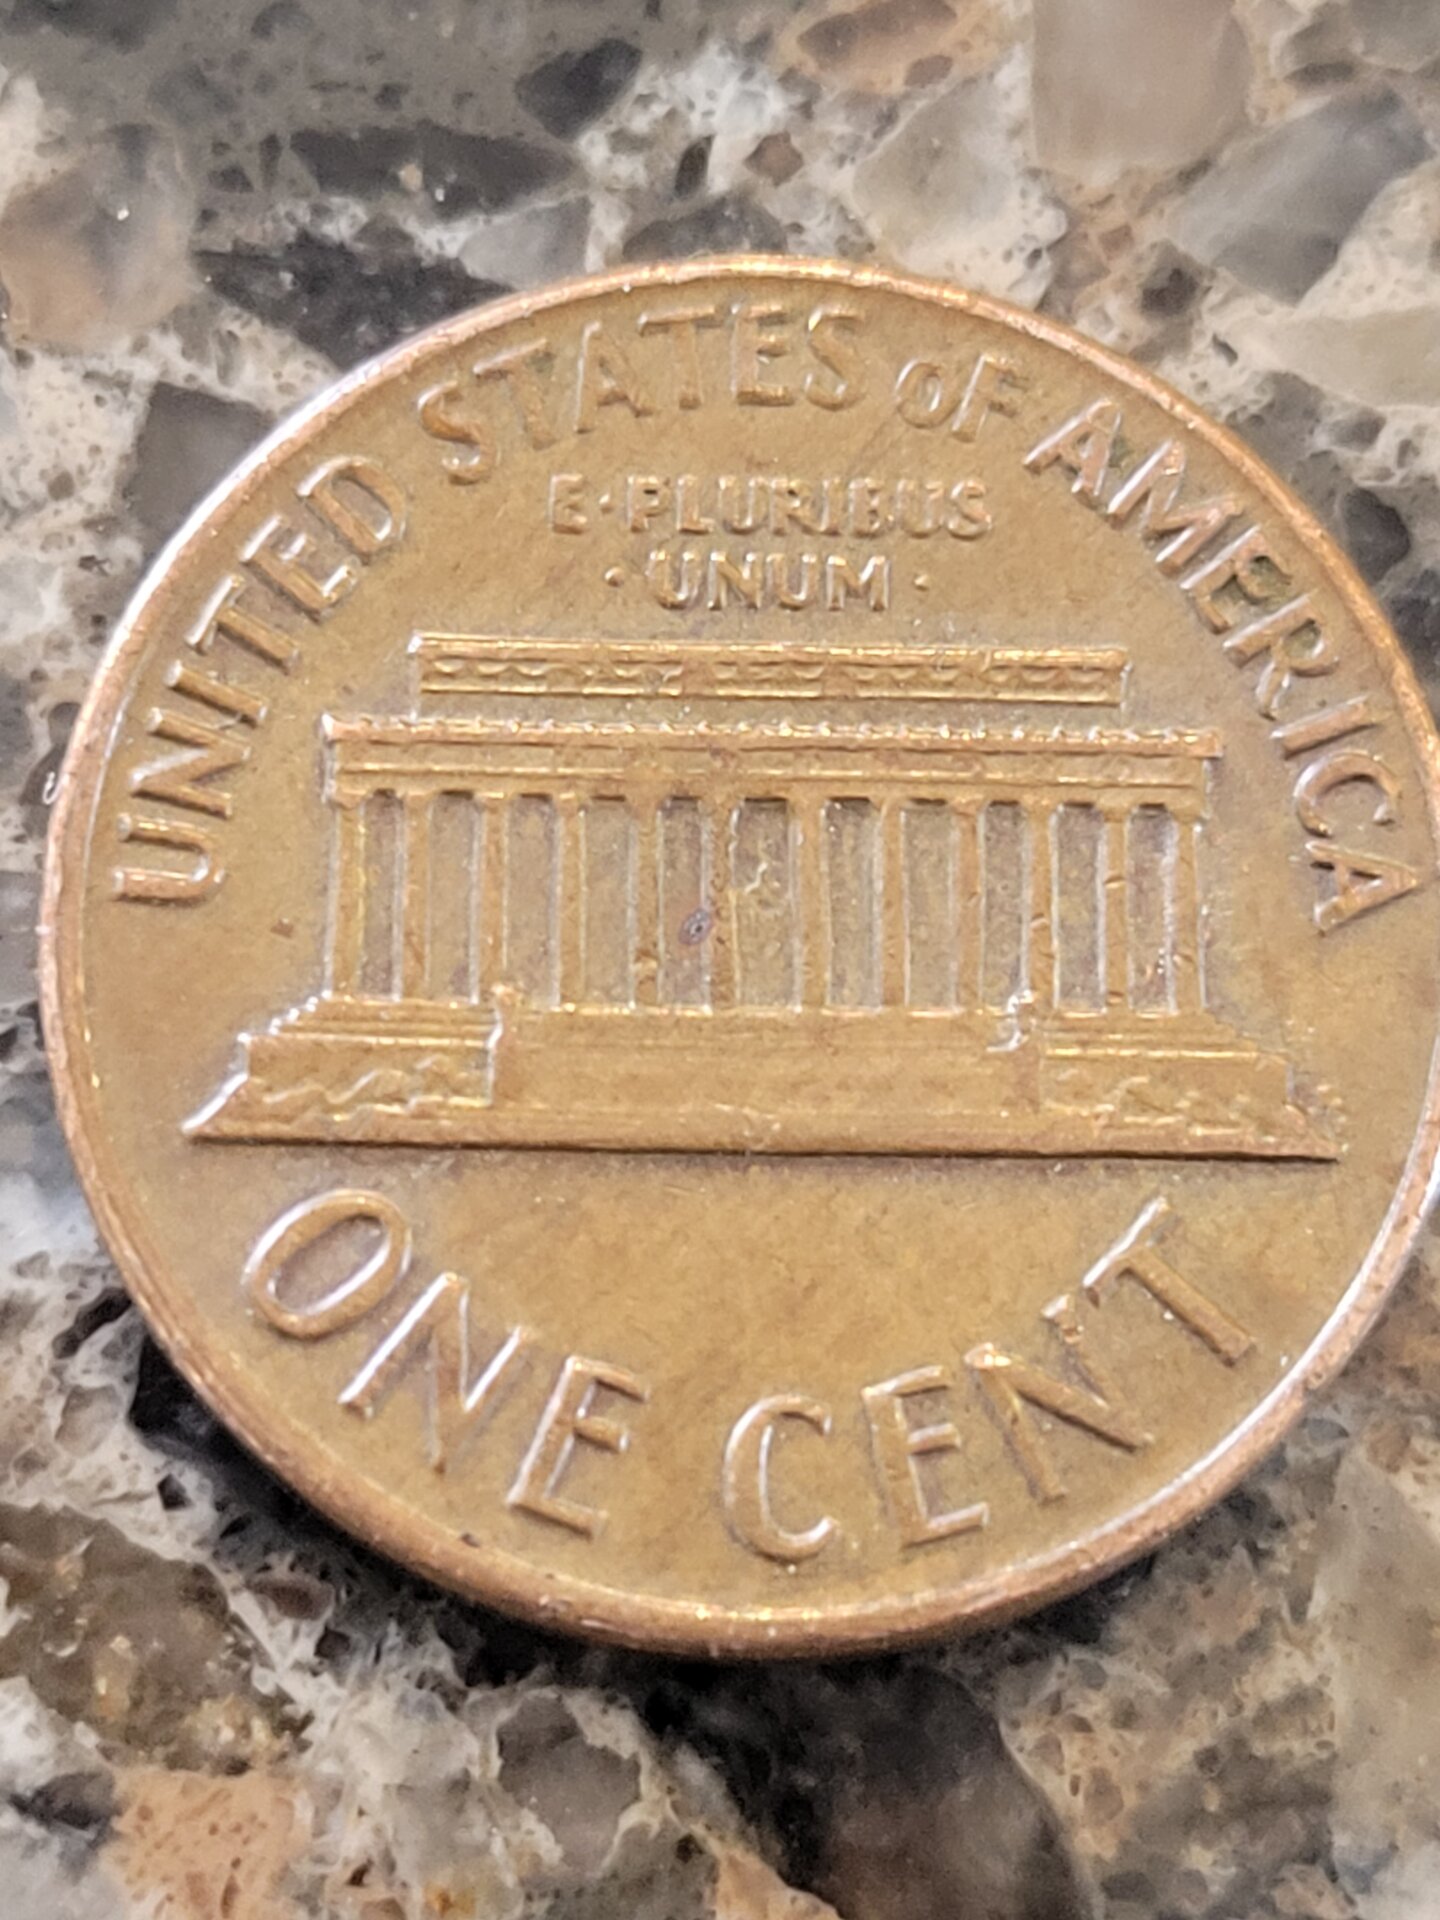 UNITED STATES OF AMERICA
E·PLURIBUS
·UNUM·
ONE CENT